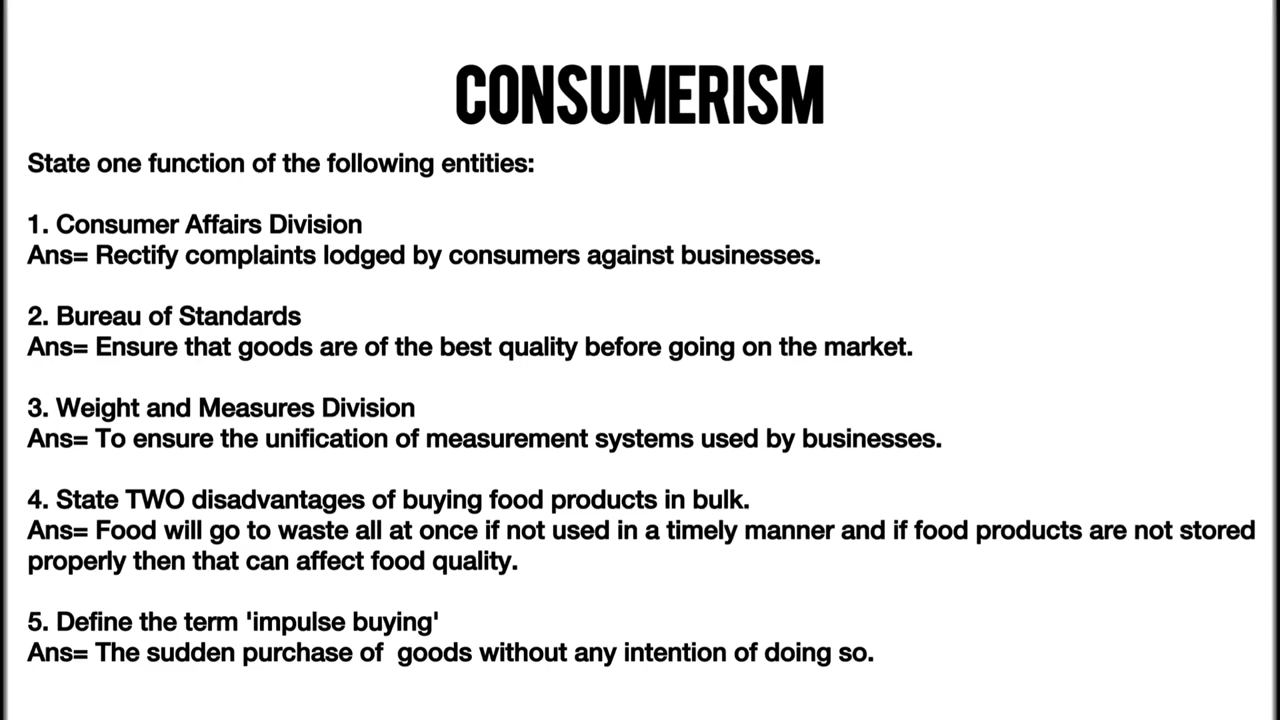 CONSUMERISM
State one function of the following entities:
1. Consumer Affairs Division
Ans= Rectify complaints lodged by consumers against businesses.
2. Bureau of Standards
Ans= Ensure that goods are of the best quality before going on the market.
3. Weight and Measures Division
Ans= To ensure the unification of measurement systems used by businesses.
4. State TWO disadvantages of buying food products in bulk.
Ans= Food will go to waste all at once if not used in a timely manner and if food products are not stored
properly then that can affect food quality.
5. Define the term 'impulse buying'
Ans= The sudden purchase of  goods without any intention of doing so.